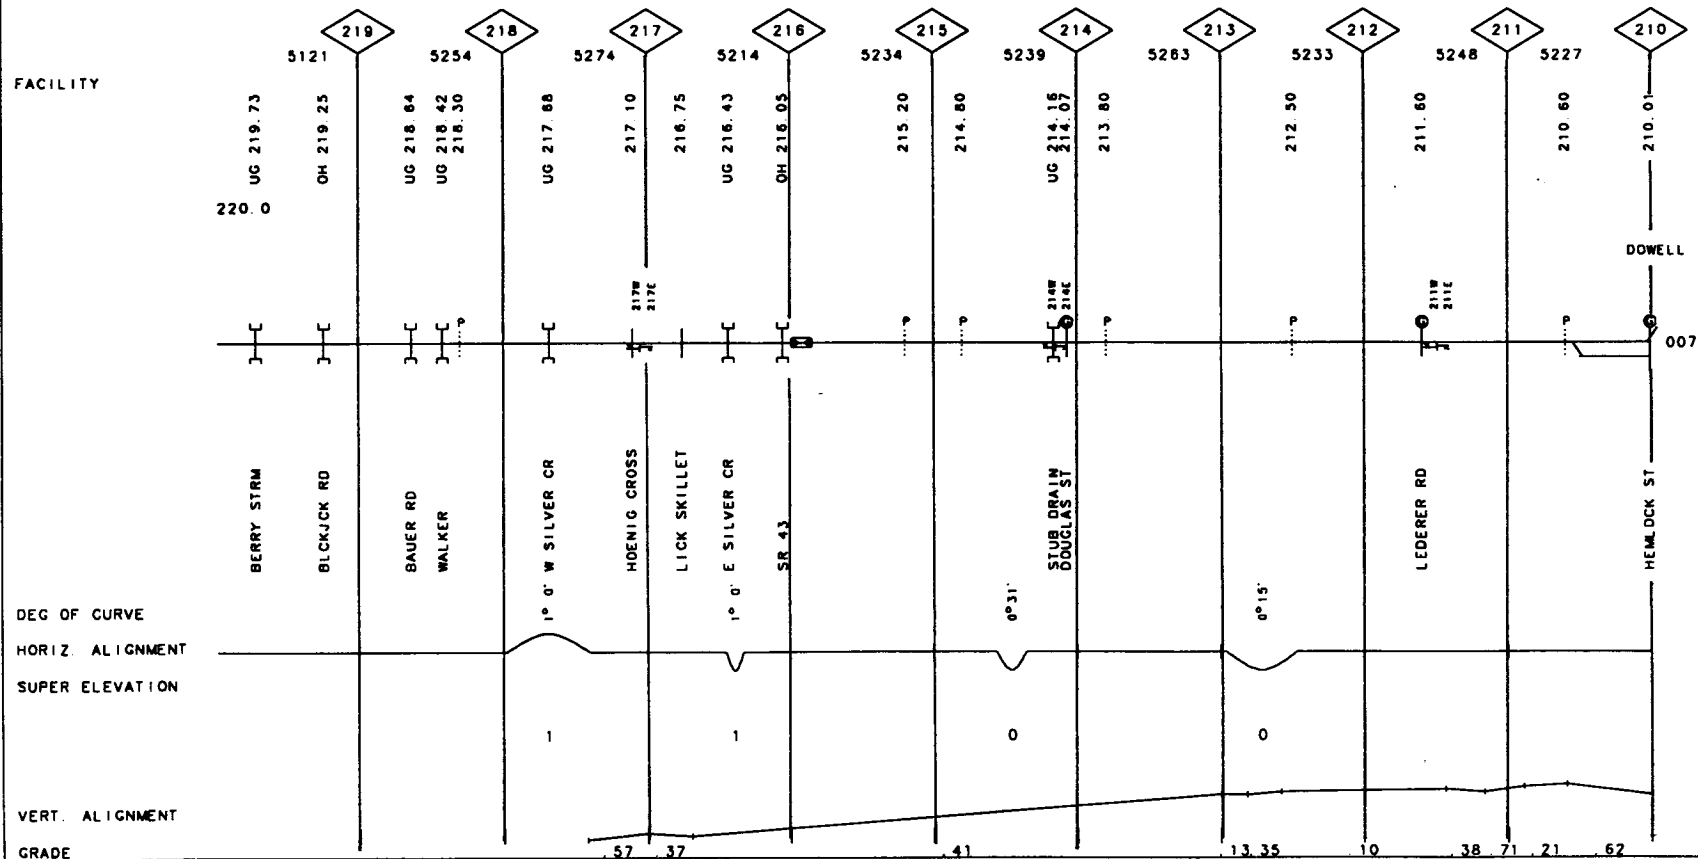 219 218 217 216 215 214 213 212 211 210
5121 5254 5274 5214 5234 5239 5263 5233 5248 5227
FACILITY
UG 219.73
OH 219.25
UG 218.64
UG 218.42
218.30
UG 217.68
217.10
216.75
UG 216.43
OH 216.05
215.20
214.80
UG 214.16
214.07
213.80
212.50
211.60
210.60
210.01
220.0
DOWELL
217W
217E
214W
214E
211W
211E
P P P P P P
G G G
007
BERRY STRM
BLCKJCK RD
BAUER RD
WALKER
1° 0' W SILVER CR
HOENIG CROSS
LICK SKILLET
1° 0' E SILVER CR
SR 43
STUB DRAIN
DOUGLAS ST
LEDERER RD
HEMLOCK ST
DEG OF CURVE
0°31'
0°15'
HORIZ. ALIGNMENT
SUPER ELEVATION
1 1 0 0
VERT. ALIGNMENT
GRADE .57 .37 .41 .13 .35 .10 .38 .71 .21 .62